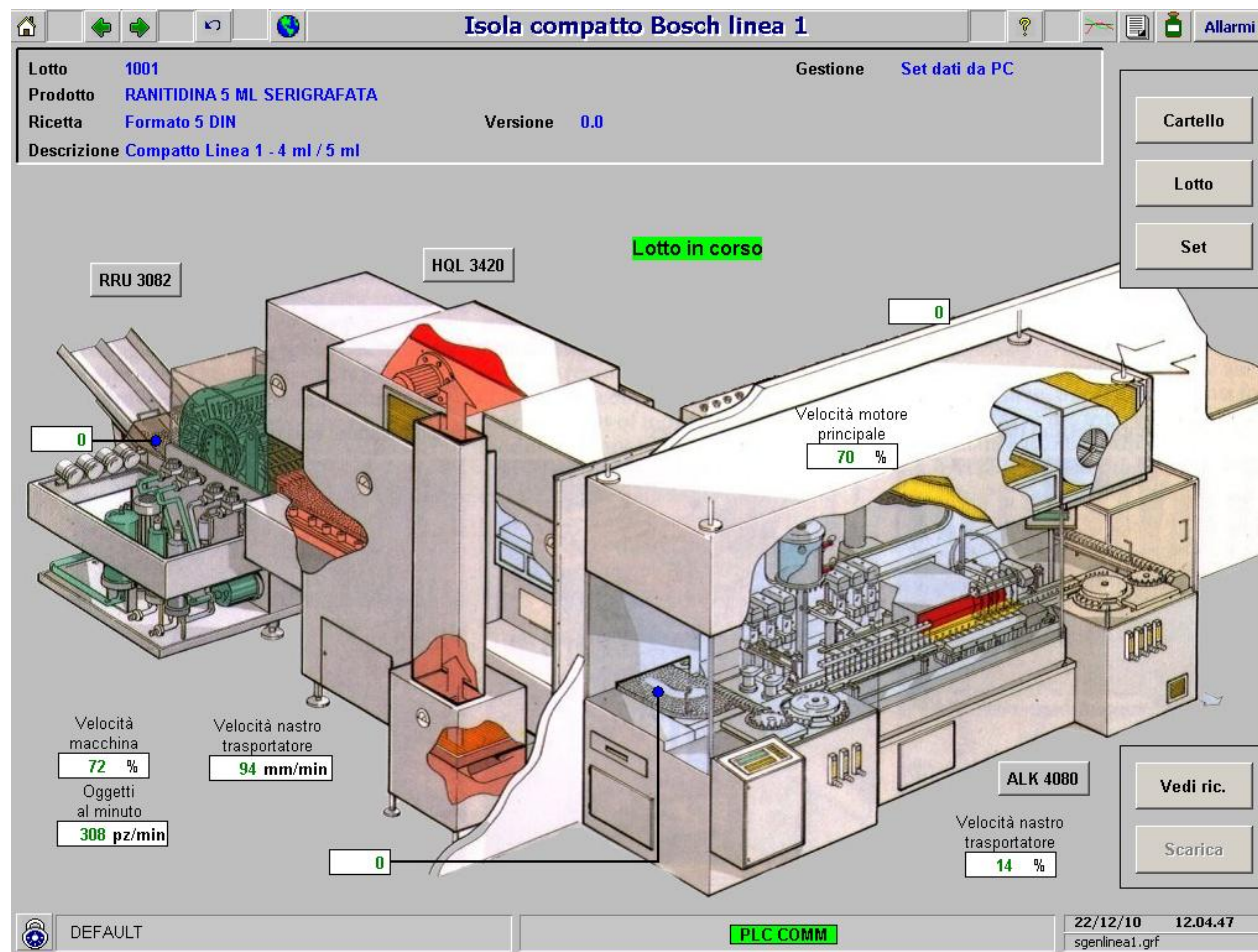 Isola compatto Bosch linea 1
?
Allarmi
Lotto 1001 Gestione Set dati da PC
Prodotto RANITIDINA 5 ML SERIGRAFATA
Ricetta Formato 5 DIN Versione 0.0
Descrizione Compatto Linea 1 - 4 ml / 5 ml
Cartello
Lotto
Set
Lotto in corso
HQL 3420
RRU 3082
0
0
Velocità motore
principale
70 %
Velocità
macchina
72 %
Oggetti
al minuto
308 pz/min
Velocità nastro
trasportatore
94 mm/min
0
ALK 4080
Velocità nastro
trasportatore
14 %
Vedi ric.
Scarica
DEFAULT
PLC COMM
22/12/10 12.04.47
sgenlinea1.grf